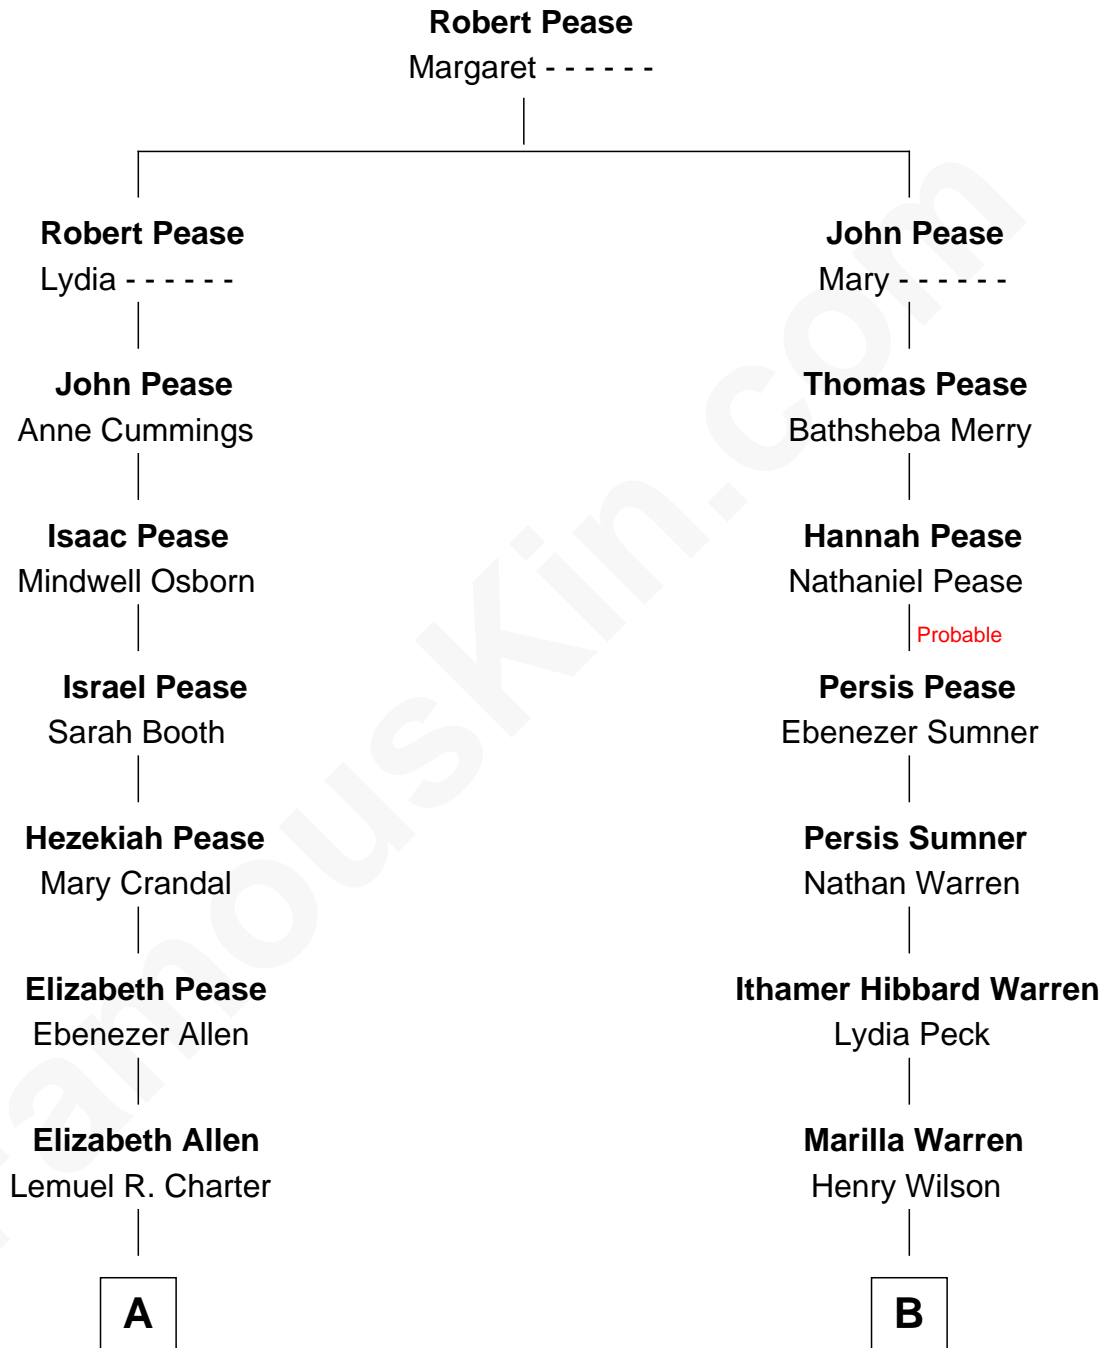 Robert Pease
Margaret - - - - - -
Robert Pease
Lydia - - - - - -
John Pease
Mary - - - - - -
John Pease
Anne Cummings
Thomas Pease
Bathsheba Merry
Isaac Pease
Mindwell Osborn
Hannah Pease
Nathaniel Pease
Probable
Israel Pease
Sarah Booth
Persis Pease
Ebenezer Sumner
Hezekiah Pease
Mary Crandal
Persis Sumner
Nathan Warren
Elizabeth Pease
Ebenezer Allen
Ithamer Hibbard Warren
Lydia Peck
Elizabeth Allen
Lemuel R. Charter
Marilla Warren
Henry Wilson
A
B
FamousKin.com